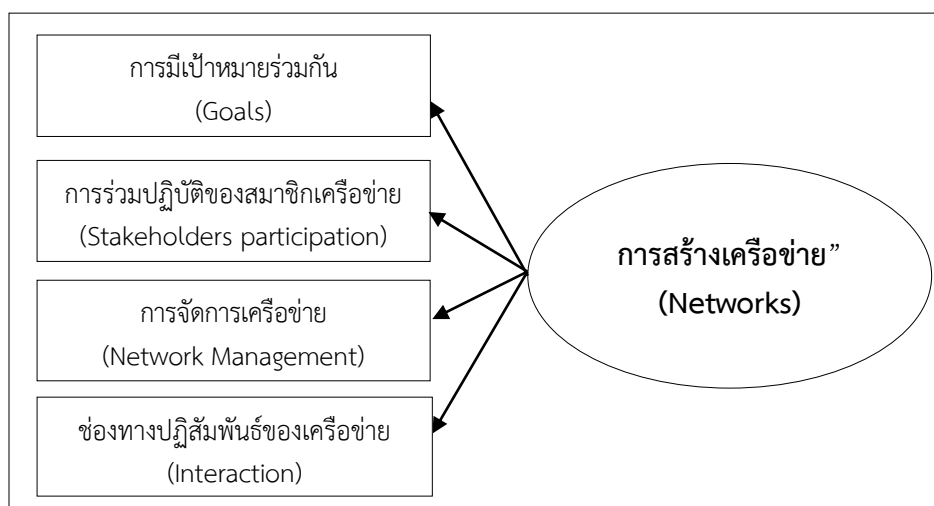 การมีเป้าหมายร่วมกัน
(Goals)
การร่วมปฏิบัติของสมาชิกเครือข่าย
(Stakeholders participation)
การจัดการเครือข่าย
(Network Management)
ช่องทางปฏิสัมพันธ์ของเครือข่าย
(Interaction)
การสร้างเครือข่าย”
(Networks)